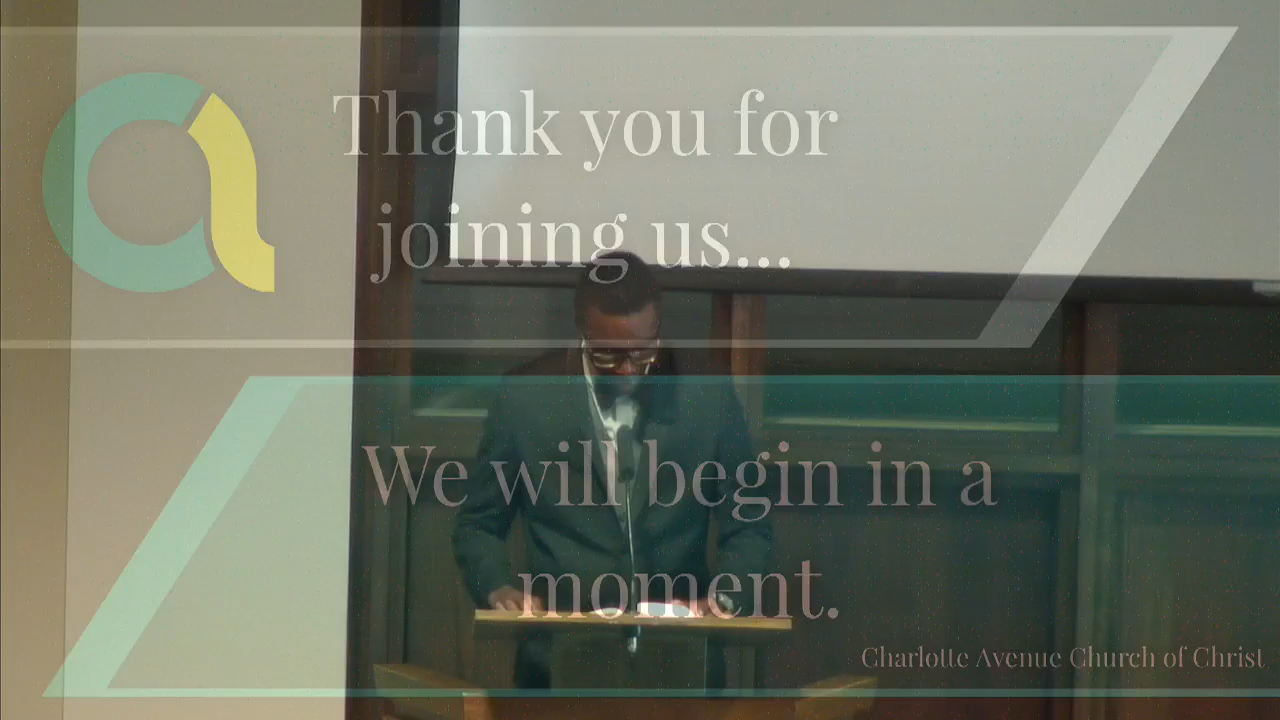 Thank you for
joining us...
We will begin in a
moment.
Charlotte Avenue Church of Christ